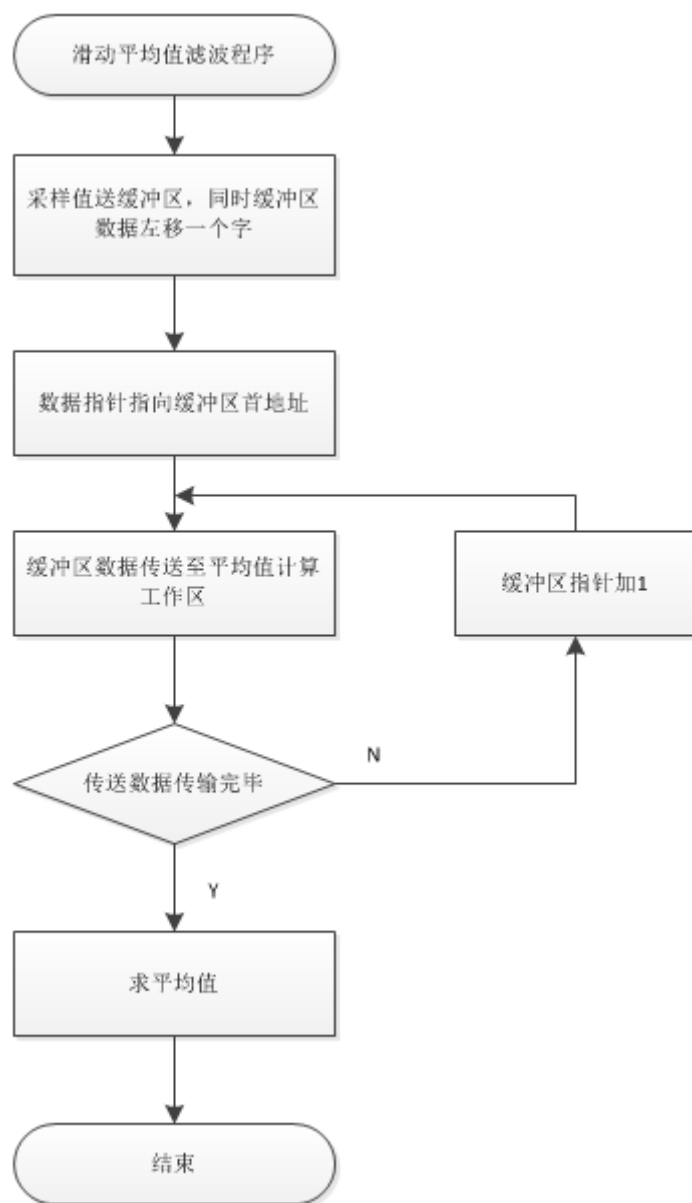 滑动平均值滤波程序
采样值送缓冲区，同时缓冲区
数据左移一个字
数据指针指向缓冲区首地址
缓冲区数据传送至平均值计算
工作区
缓冲区指针加1
传送数据传输完毕
N
Y
求平均值
结束